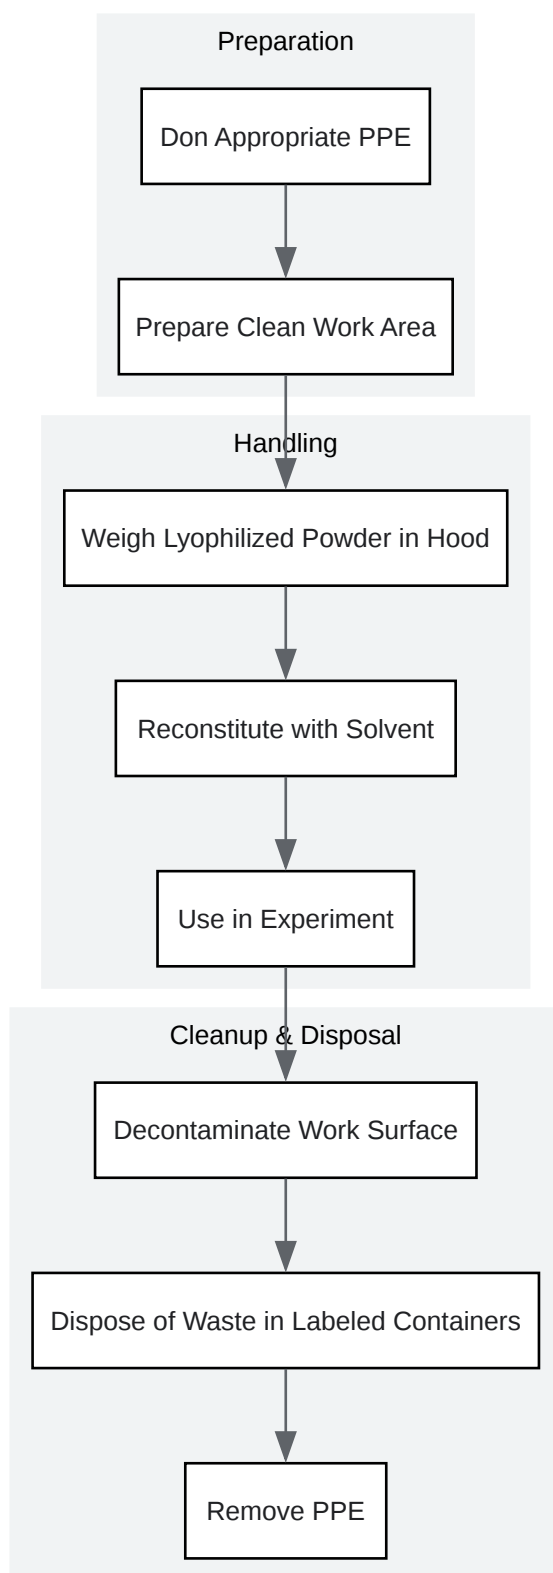 Preparation
Don Appropriate PPE
Prepare Clean Work Area
Handling
Weigh Lyophilized Powder in Hood
Reconstitute with Solvent
Use in Experiment
Cleanup & Disposal
Decontaminate Work Surface
Dispose of Waste in Labeled Containers
Remove PPE